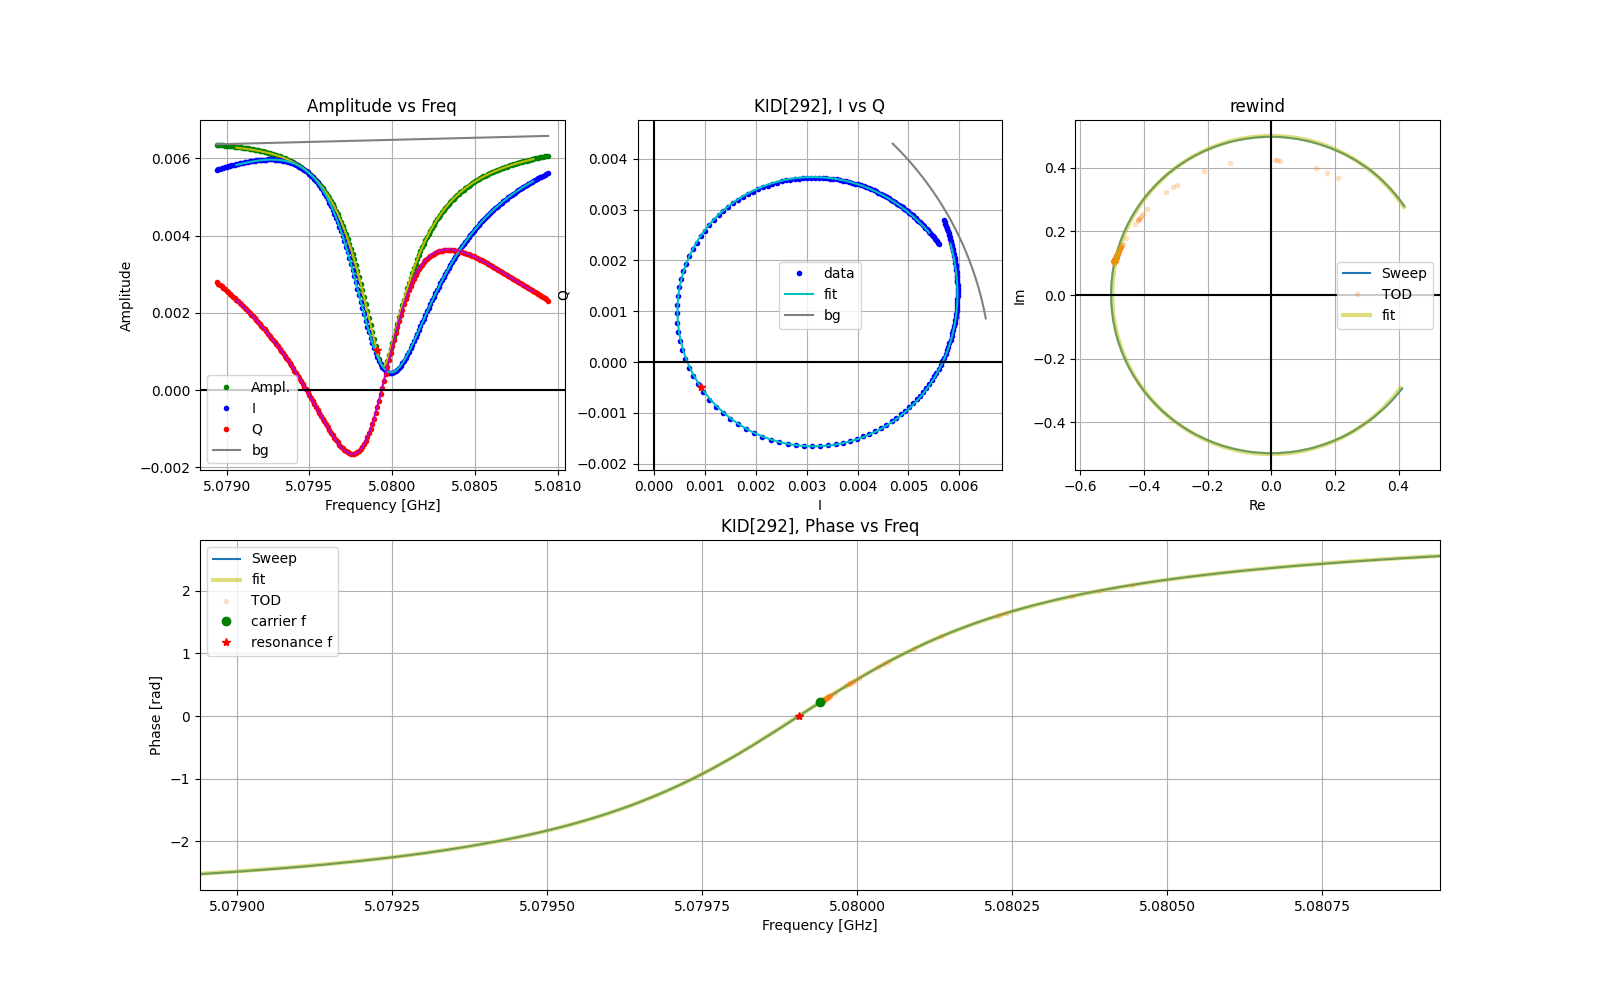 Amplitude vs Freq
Amplitude
0.006
0.004
0.002
0.000
−0.002
Ampl.
I
Q
bg
5.0790
5.0795
5.0800
5.0805
5.0810
Frequency [GHz]
KID[292], I vs Q
Q
0.004
0.003
0.002
0.001
0.000
−0.001
−0.002
data
fit
bg
0.000
0.001
0.002
0.003
0.004
0.005
0.006
I
rewind
Im
0.4
0.2
0.0
−0.2
−0.4
Sweep
TOD
fit
−0.6
−0.4
−0.2
0.0
0.2
0.4
Re
KID[292], Phase vs Freq
Phase [rad]
2
1
0
−1
−2
Sweep
fit
TOD
carrier f
resonance f
5.07900
5.07925
5.07950
5.07975
5.08000
5.08025
5.08050
5.08075
Frequency [GHz]